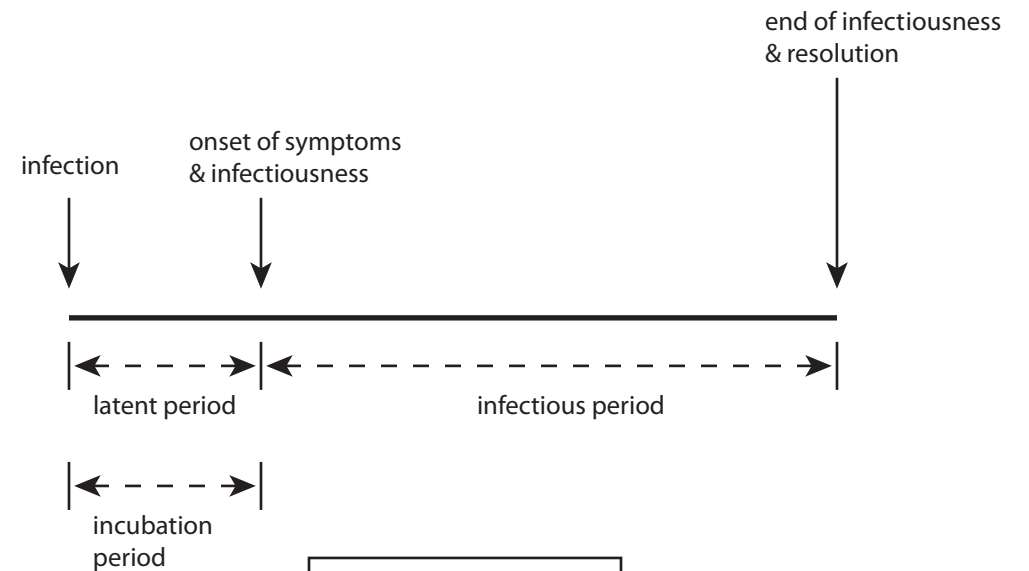 end of infectiousness
& resolution
onset of symptoms
& infectiousness
infection
latent period
infectious period
incubation
period